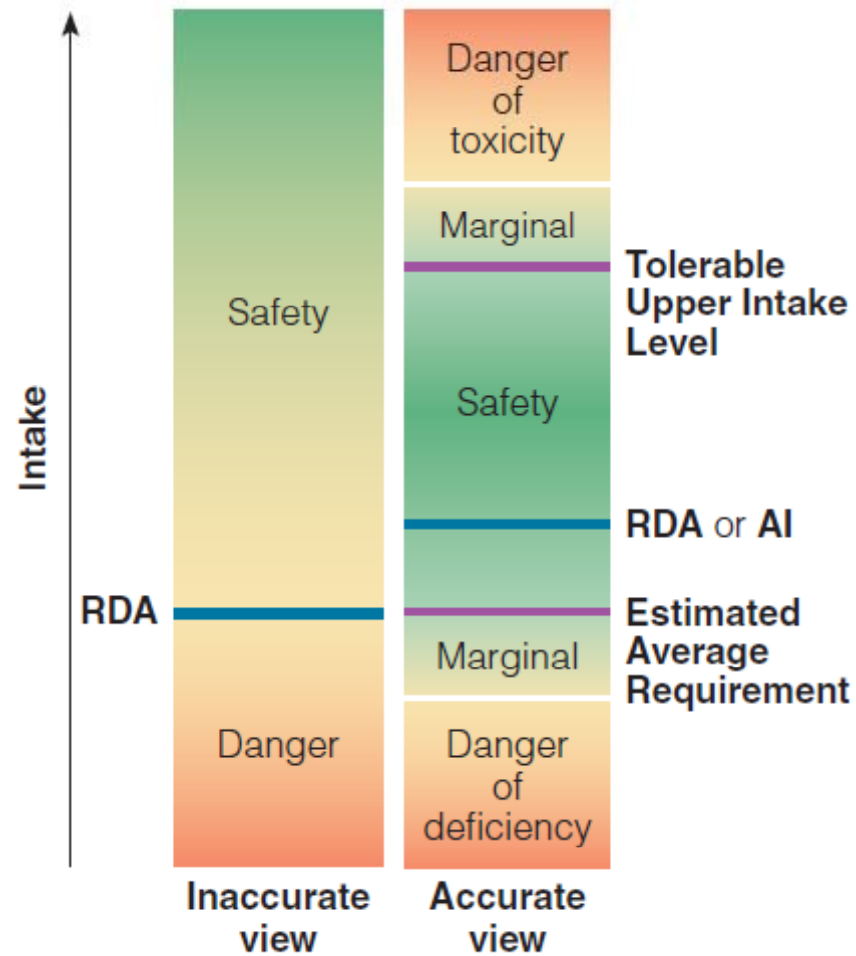 Intake
RDA
Safety
Danger
Inaccurate
view
Danger
of
toxicity
Marginal
Safety
Marginal
Danger
of
deficiency
Accurate
view
Tolerable
Upper Intake
Level
RDA or AI
Estimated
Average
Requirement